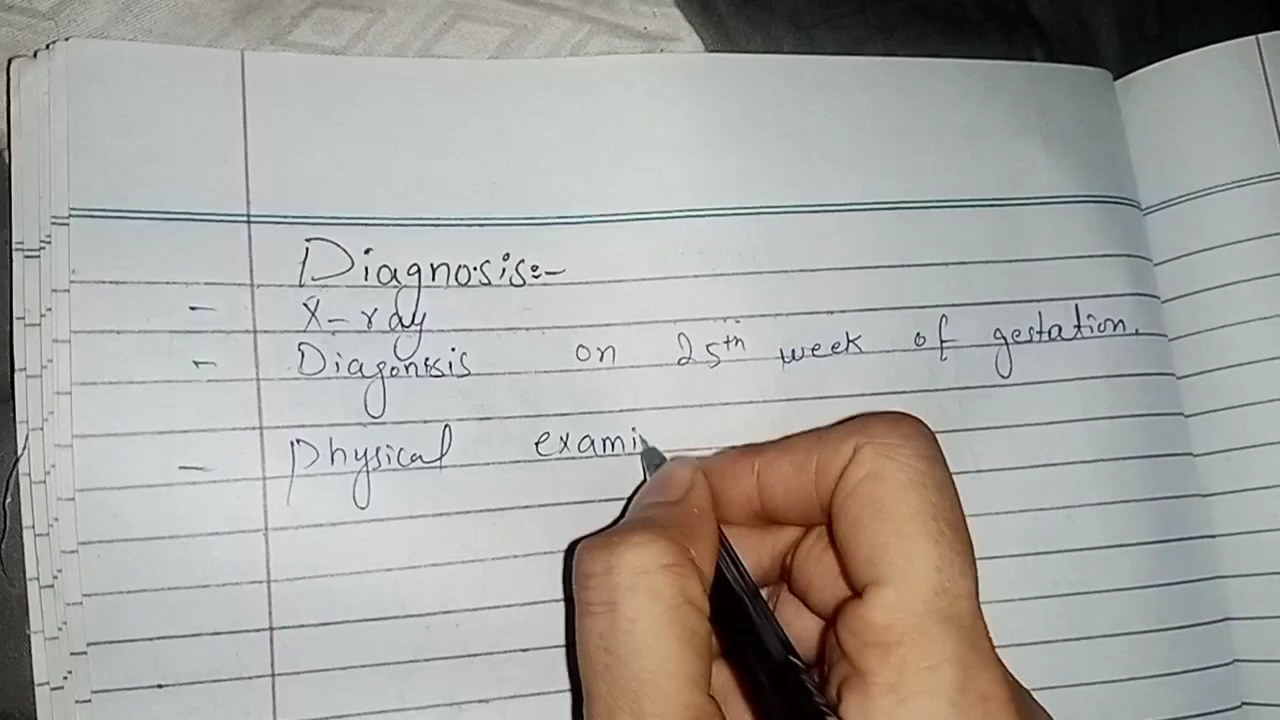 Diagnosis:-
- X-ray
- Diagonsis on 25th week of gestation.
- Physical exami